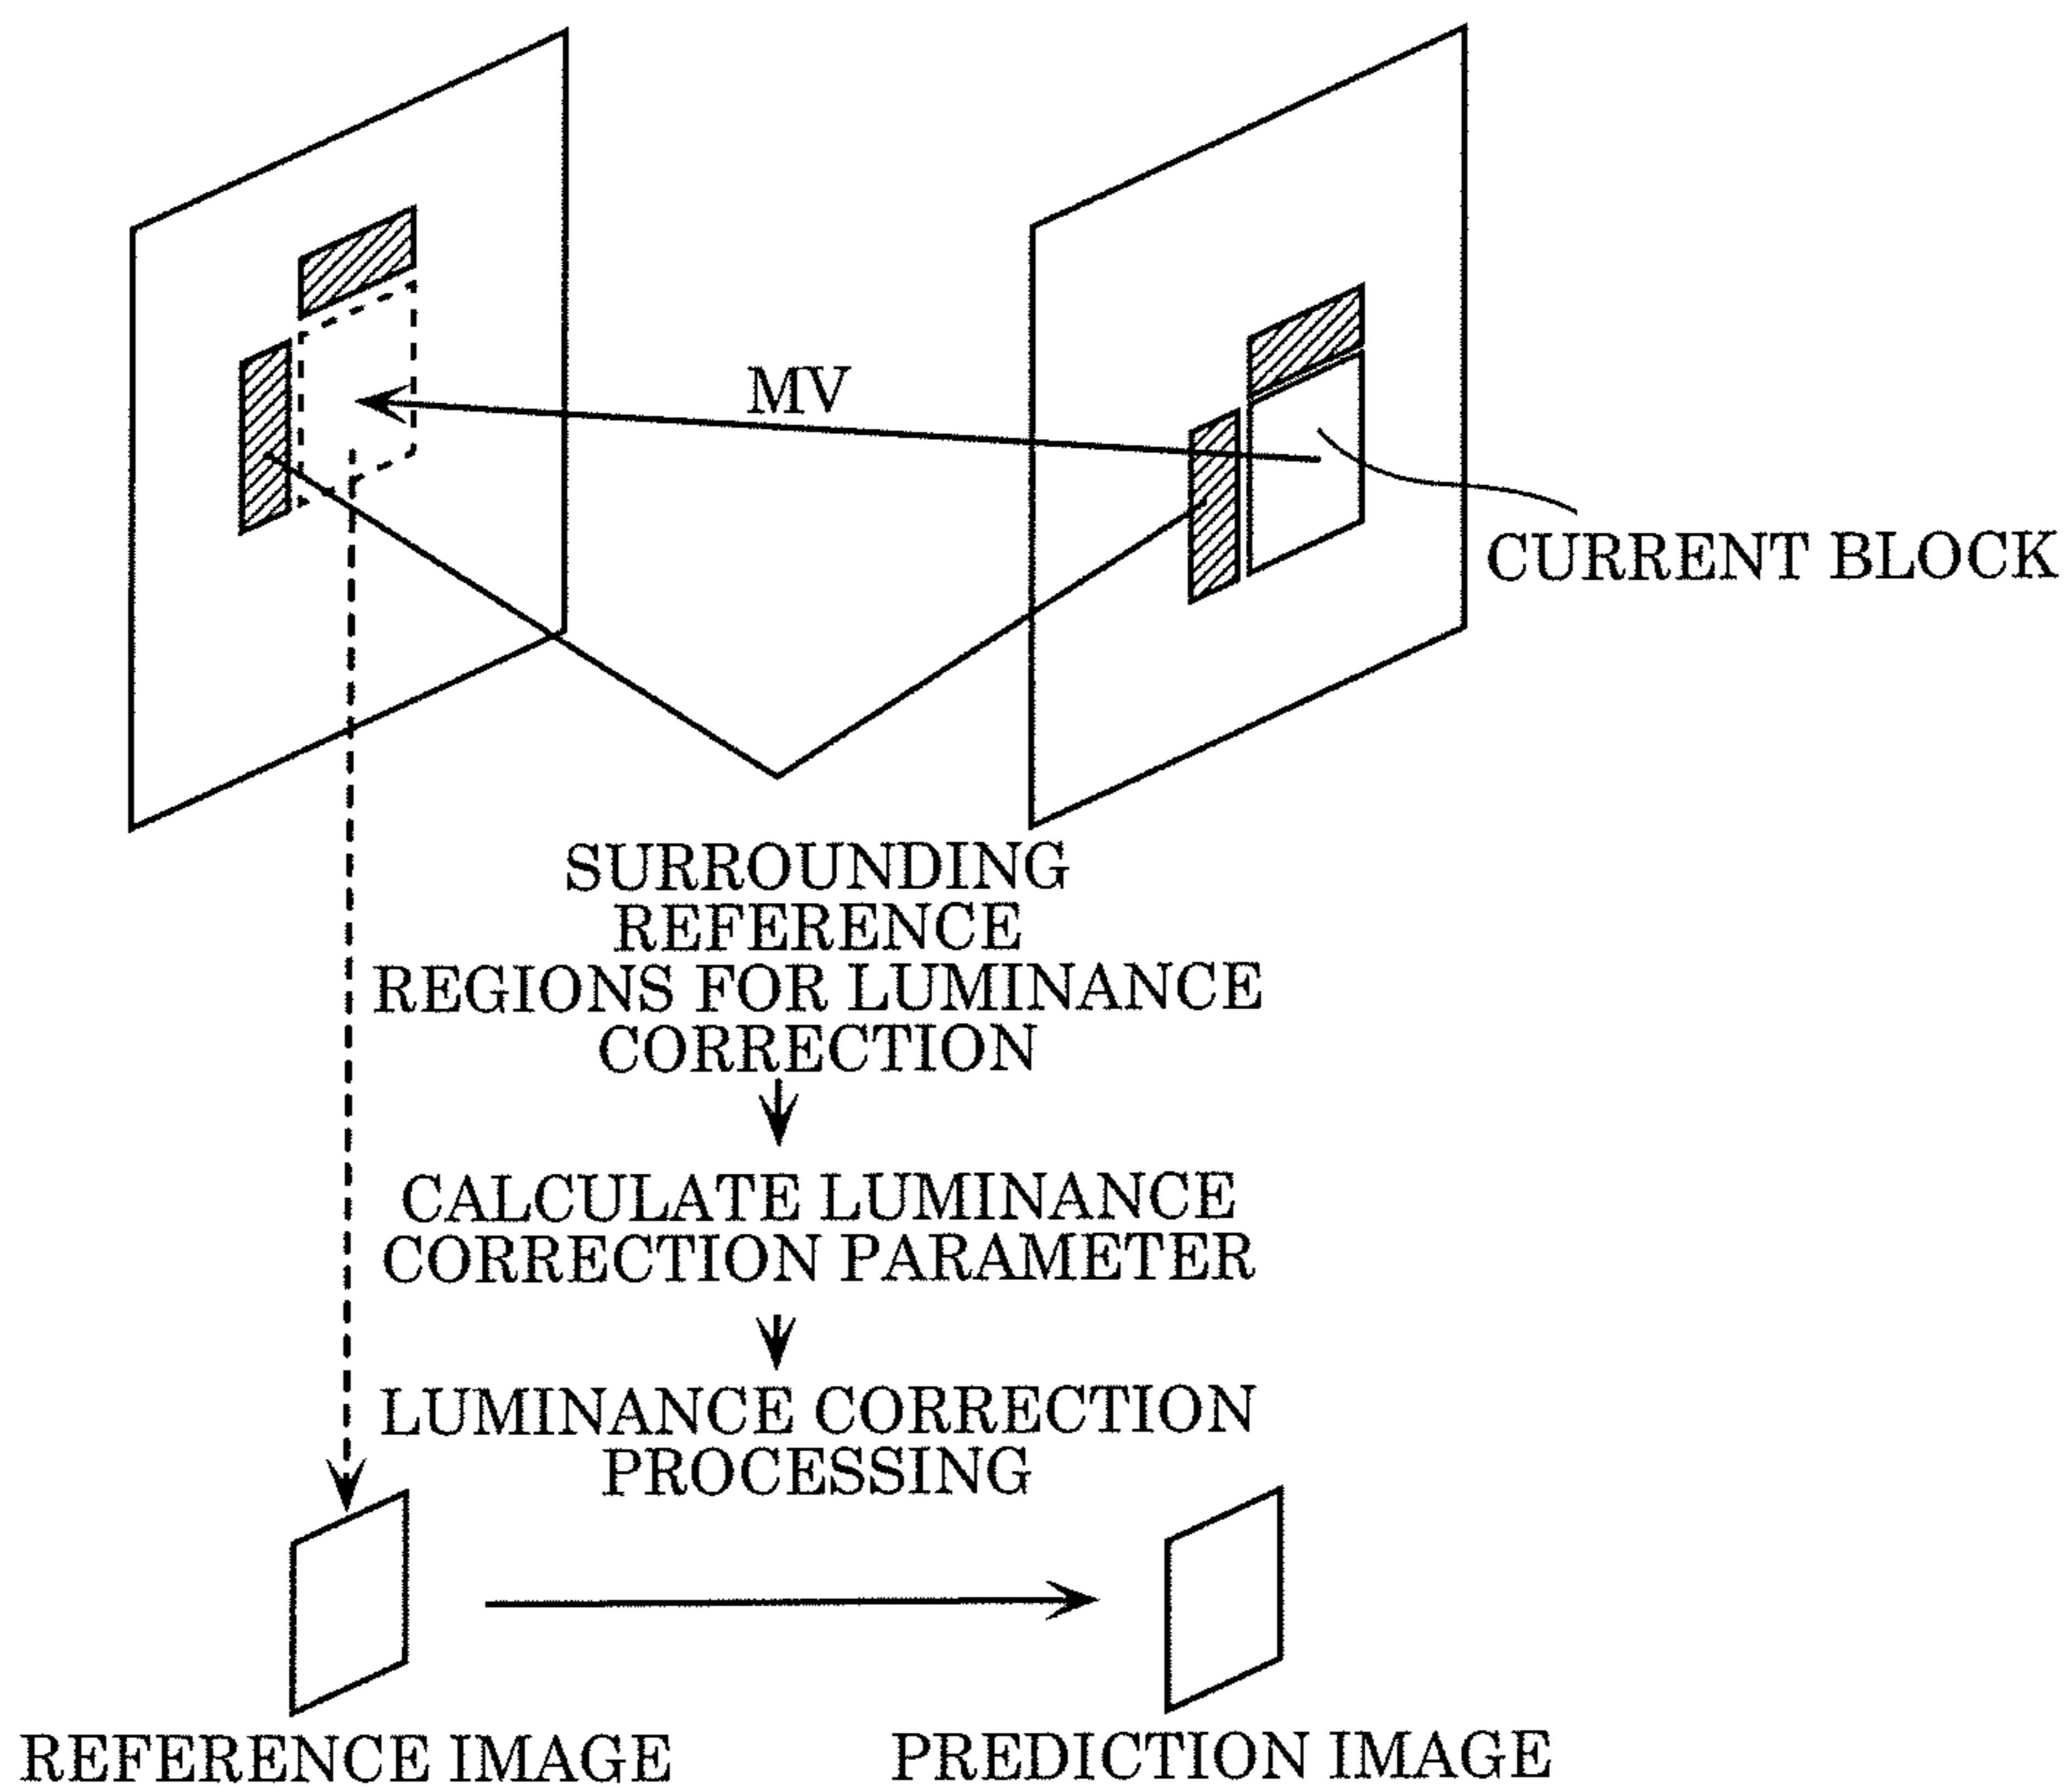 MV
CURRENT BLOCK
SURROUNDING
REFERENCE
REGIONS FOR LUMINANCE
CORRECTION
CALCULATE LUMINANCE
CORRECTION PARAMETER
LUMINANCE CORRECTION
PROCESSING
REFERENCE IMAGE
PREDICTION IMAGE